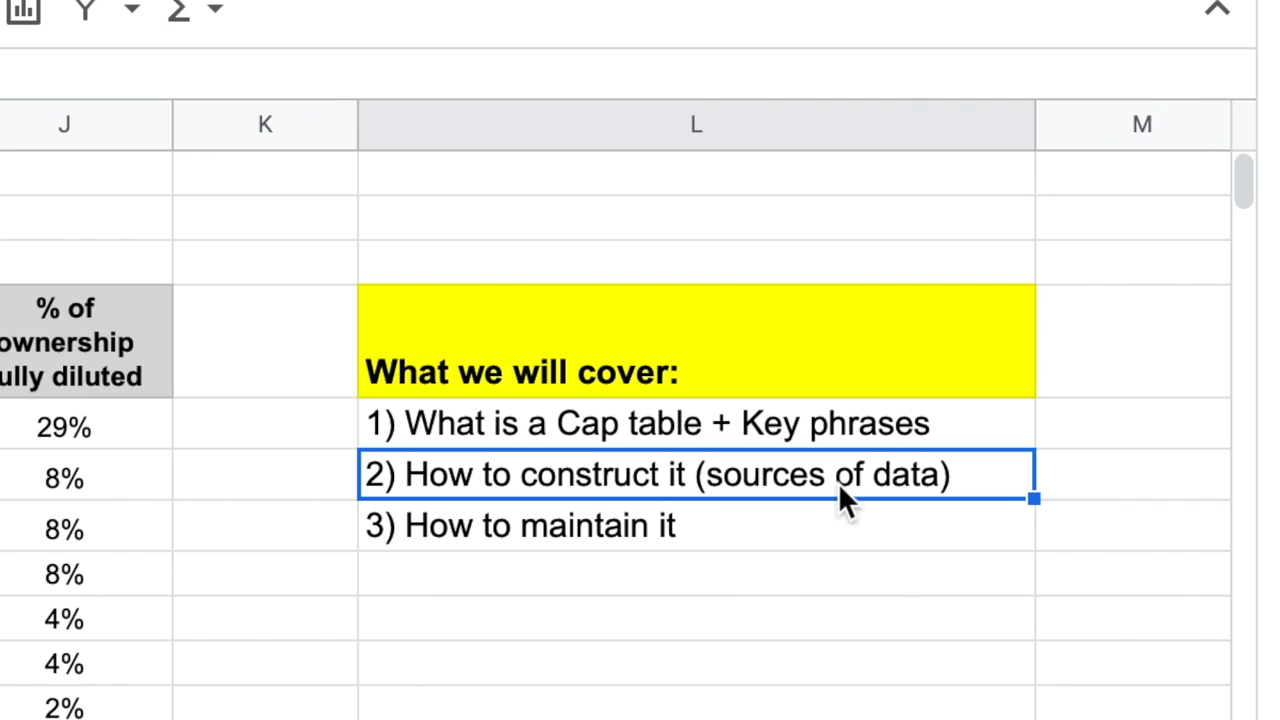 J K L M
% of
ownership
ully diluted
What we will cover:
29% 1) What is a Cap table + Key phrases
8% 2) How to construct it (sources of data)
8% 3) How to maintain it
8%
4%
4%
2%